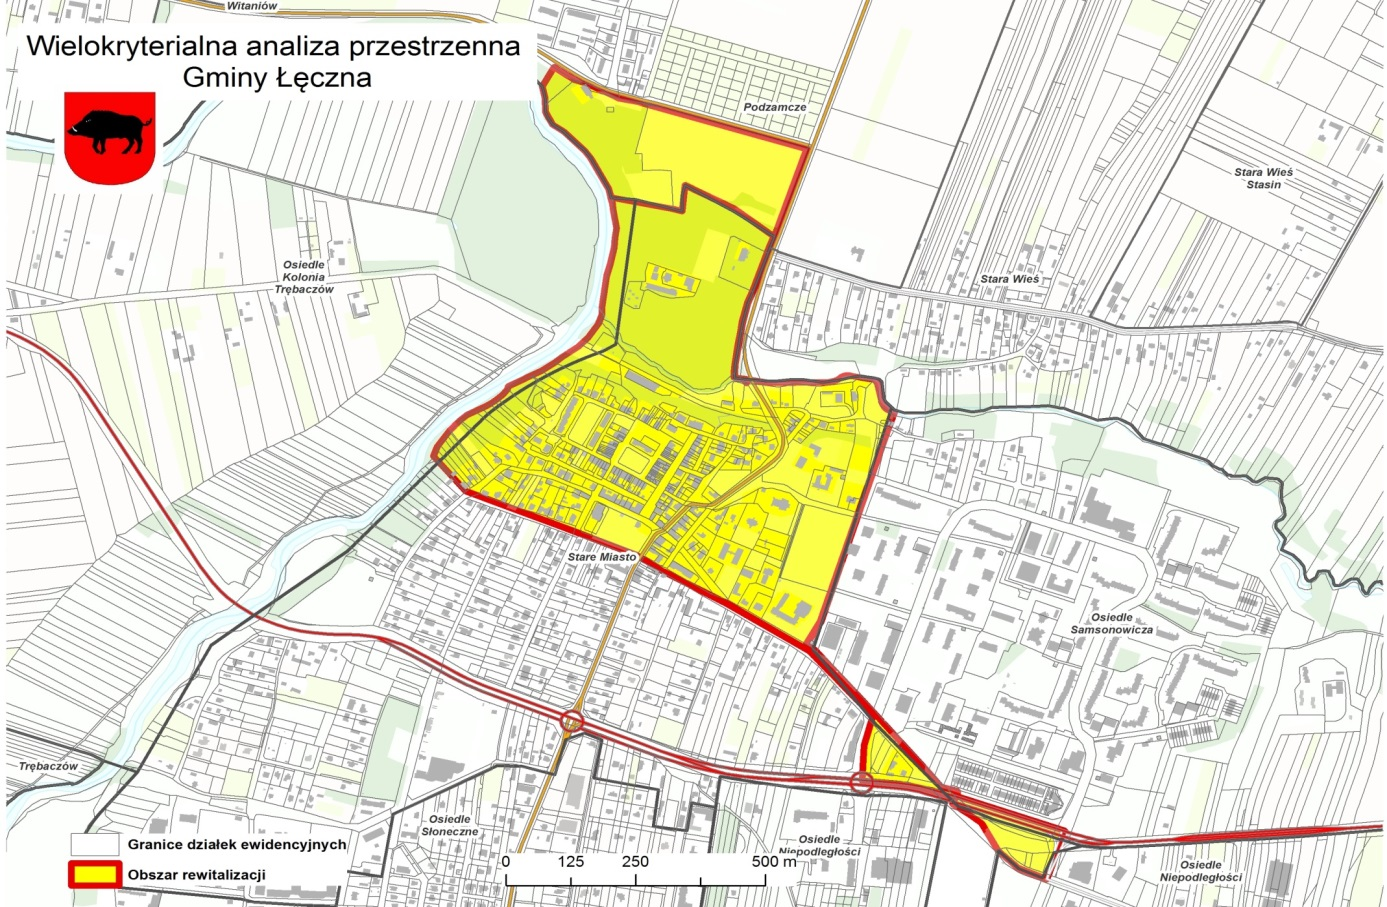 Witaniów
Wielokryterialna analiza przestrzenna
Gminy Łęczna
Podzamcze
Stara Wieś
Stasin
Osiedle
Kolonia
Trębaczów
Stara Wieś
Stare Miasto
Osiedle
Samsonowicza
Trębaczów
Osiedle
Słoneczne
Osiedle
Niepodległości
Osiedle
Niepodległości
Granice działek ewidencyjnych
Obszar rewitalizacji
0 125 250 500 m